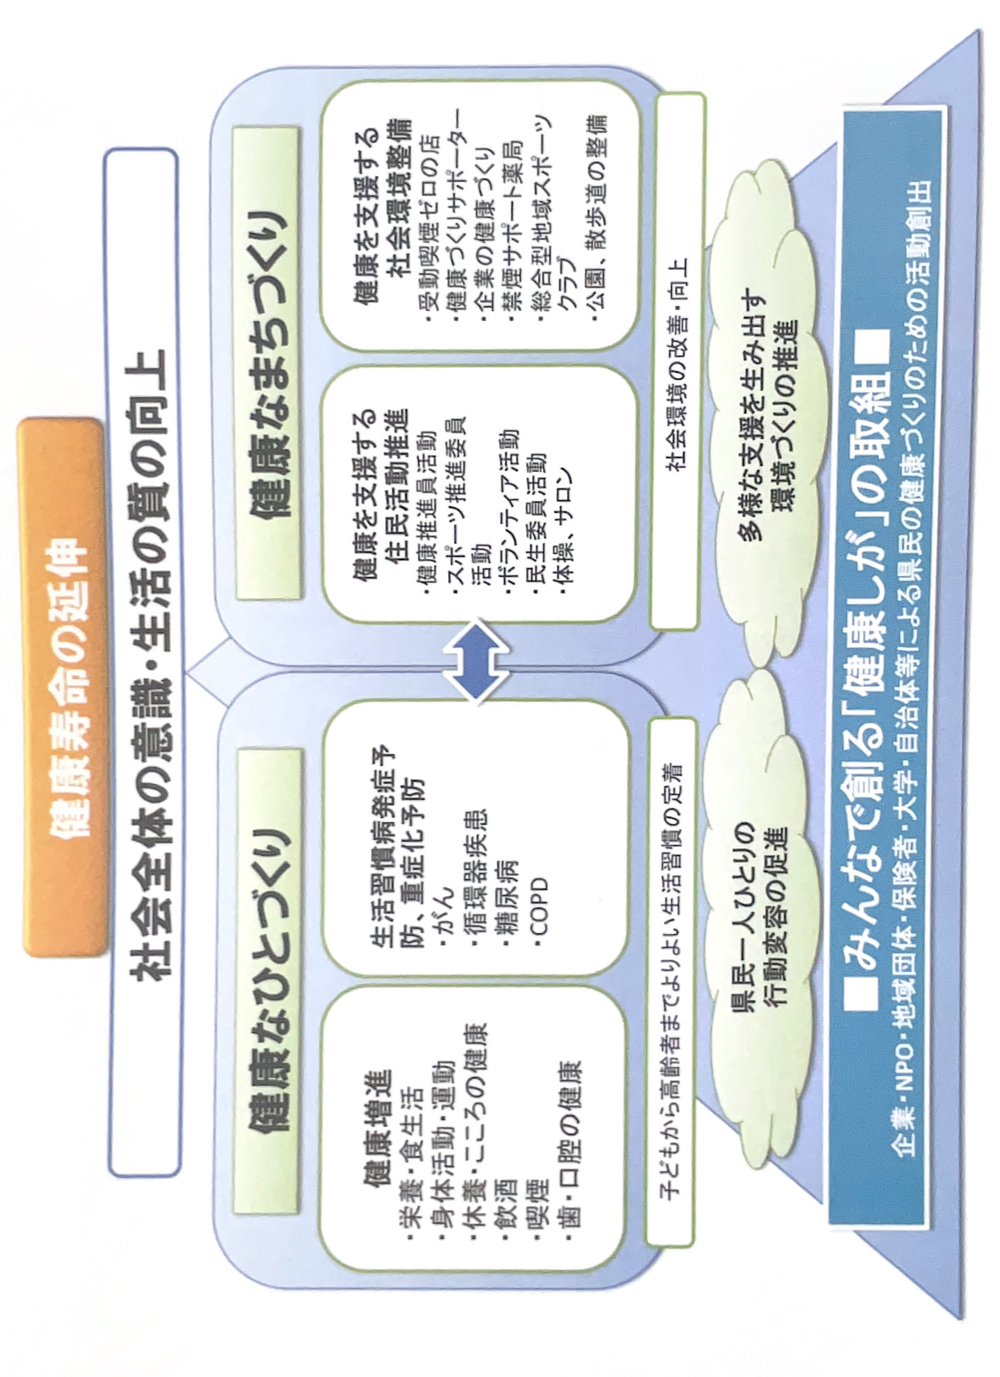 健康寿命の延伸
社会全体の意識・生活の質の向上
健康なひとづくり
健康増進
・栄養・食生活
・身体活動・運動
・休養・こころの健康
・飲酒
・喫煙
・歯・口腔の健康
生活習慣病発症予
防、重症化予防
・がん
・循環器疾患
・糖尿病
・COPD
子どもから高齢者までよりよい生活習慣の定着
県民一人ひとりの
行動変容の促進
健康なまちづくり
健康を支援する
住民活動推進
・健康推進員活動
・スポーツ推進委員
活動
・ボランティア活動
・民生委員活動
・体操、サロン
健康を支援する
社会環境整備
・受動喫煙ゼロの店
・健康づくりサポーター
・企業の健康づくり
・禁煙サポート薬局
・総合型地域スポーツ
クラブ
・公園、散歩道の整備
社会環境の改善・向上
多様な支援を生み出す
環境づくりの推進
■みんなで創る「健康しが」の取組■
企業・NPO・地域団体・保険者・大学・自治体等による県民の健康づくりのための活動創出